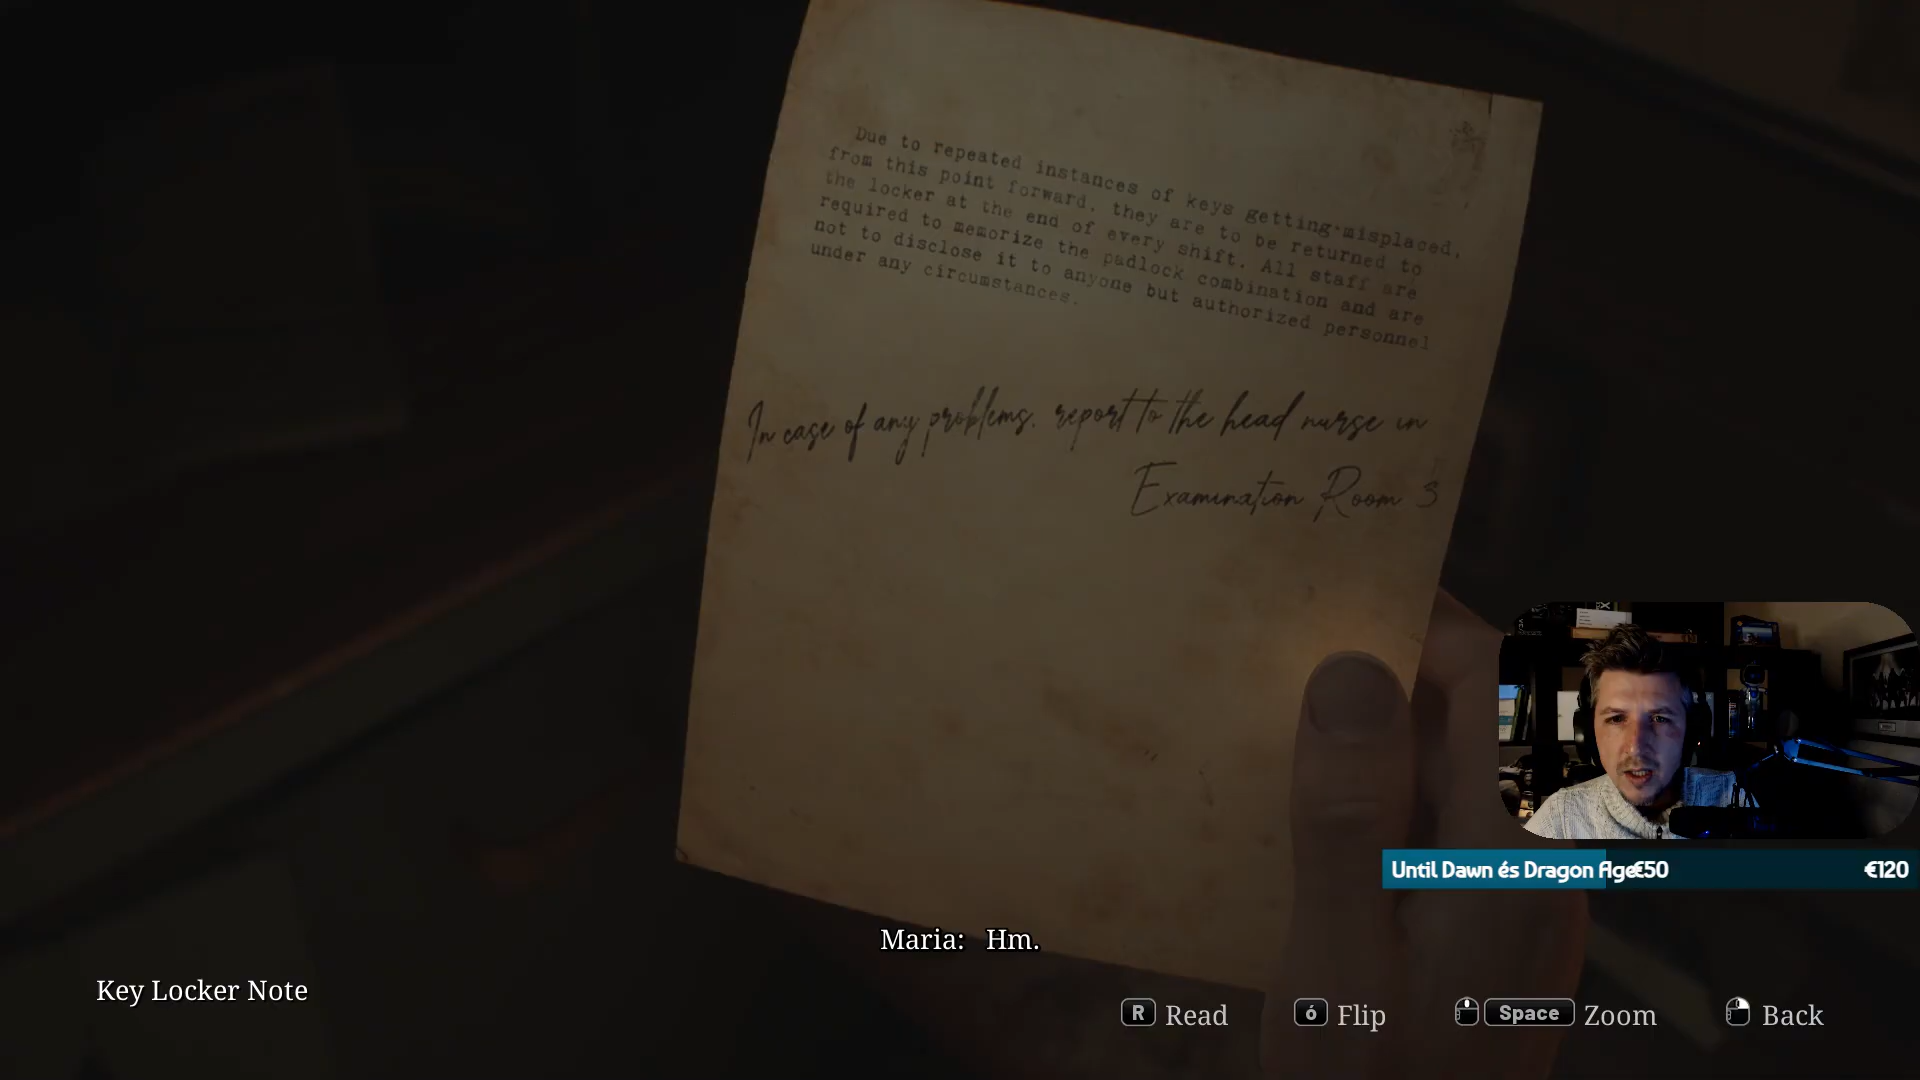 Due to repeated instances of keys getting misplaced,
from this point forward, they are to be returned to
the locker at the end of every shift. All staff are
required to memorize the padlock combination and are
not to disclose it to anyone but authorized personnel
under any circumstances.
In case of any problems, report to the head nurse in
Examination Room 3
Until Dawn és Dragon Age €50 €120
Maria: Hm.
Key Locker Note
R Read ó Flip Space Zoom Back